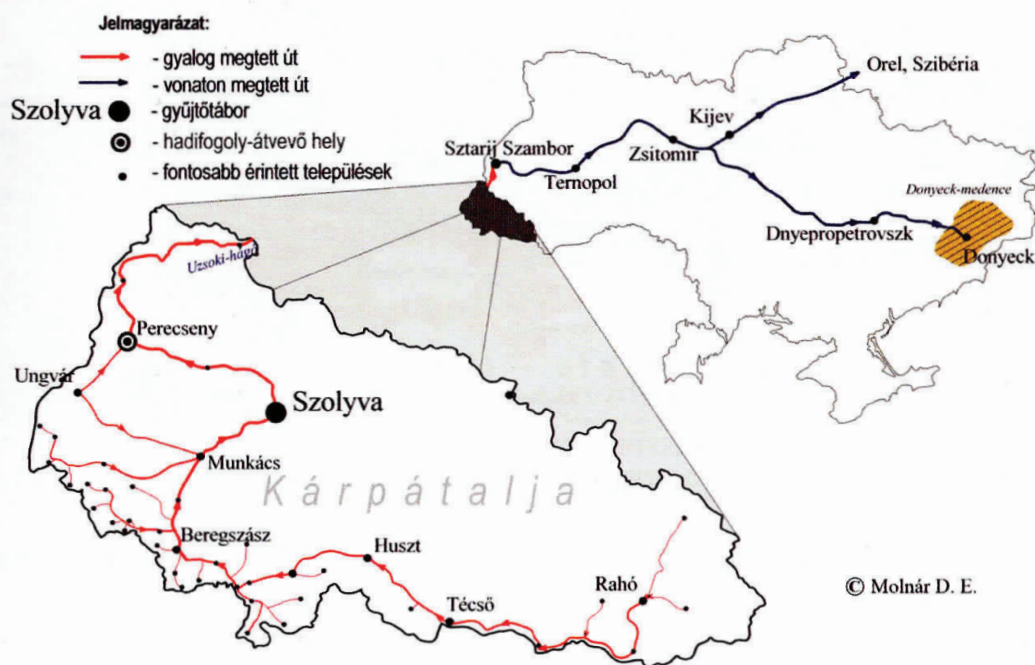 Jelmagyarázat:
- gyalog megtett út
- vonaton megtett út
Szolyva - gyűjtőtábor
- hadifogoly-átvevő hely
- fontosabb érintett települések
Orel, Szibéria
Kijev
Sztarij Szambor
Zsitomir
Ternopol
Donyeck-medence
Dnyepropetrovszk
Donyeck
Uzsoki-hágó
Perecseny
Ungvár
Szolyva
Munkács
Kárpátalja
Beregszász
Huszt
Rahó
Técső
© Molnár D. E.